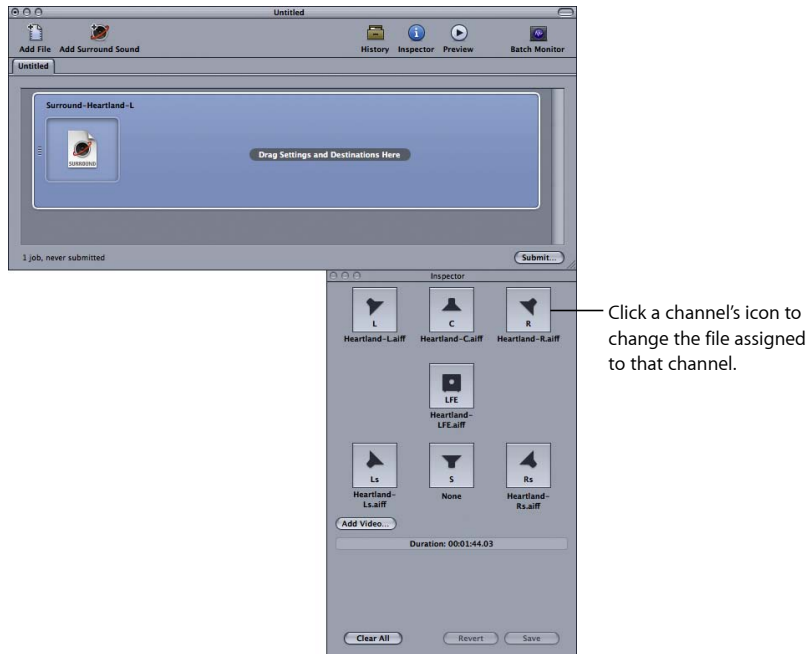 Untitled
Add File Add Surround Sound History Inspector Preview Batch Monitor
Untitled
Surround-Heartland-L
SURROUND
Drag Settings and Destinations Here
1 job, never submitted
Submit...
Inspector
L C R
Heartland-L.aiff Heartland-C.aiff Heartland-R.aiff
Click a channel's icon to
change the file assigned
to that channel.
LFE
Heartland-
LFE.aiff
Ls S Rs
Heartland- None Heartland-
Ls.aiff Rs.aiff
Add Video...
Duration: 00:01:44.03
Clear All Revert Save